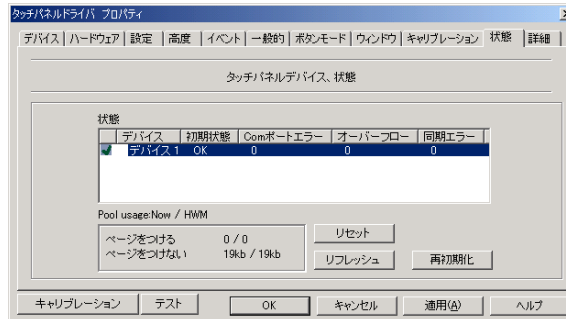 タッチパネルドライバ プロパティ
デバイス ハードウェア 設定 高度 イベント 一般的 ボタンモード ウィンドウ キャリブレーション 状態 詳細
タッチパネルデバイス、状態
状態
デバイス 初期状態 Comポートエラー オーバーフロー 同期エラー
デバイス 1 OK 0 0 0
Pool usage:Now / HWM
ページをつける 0 / 0
ページをつけない 19kb / 19kb
リセット
リフレッシュ 再初期化
キャリブレーション テスト OK キャンセル 適用(A) ヘルプ